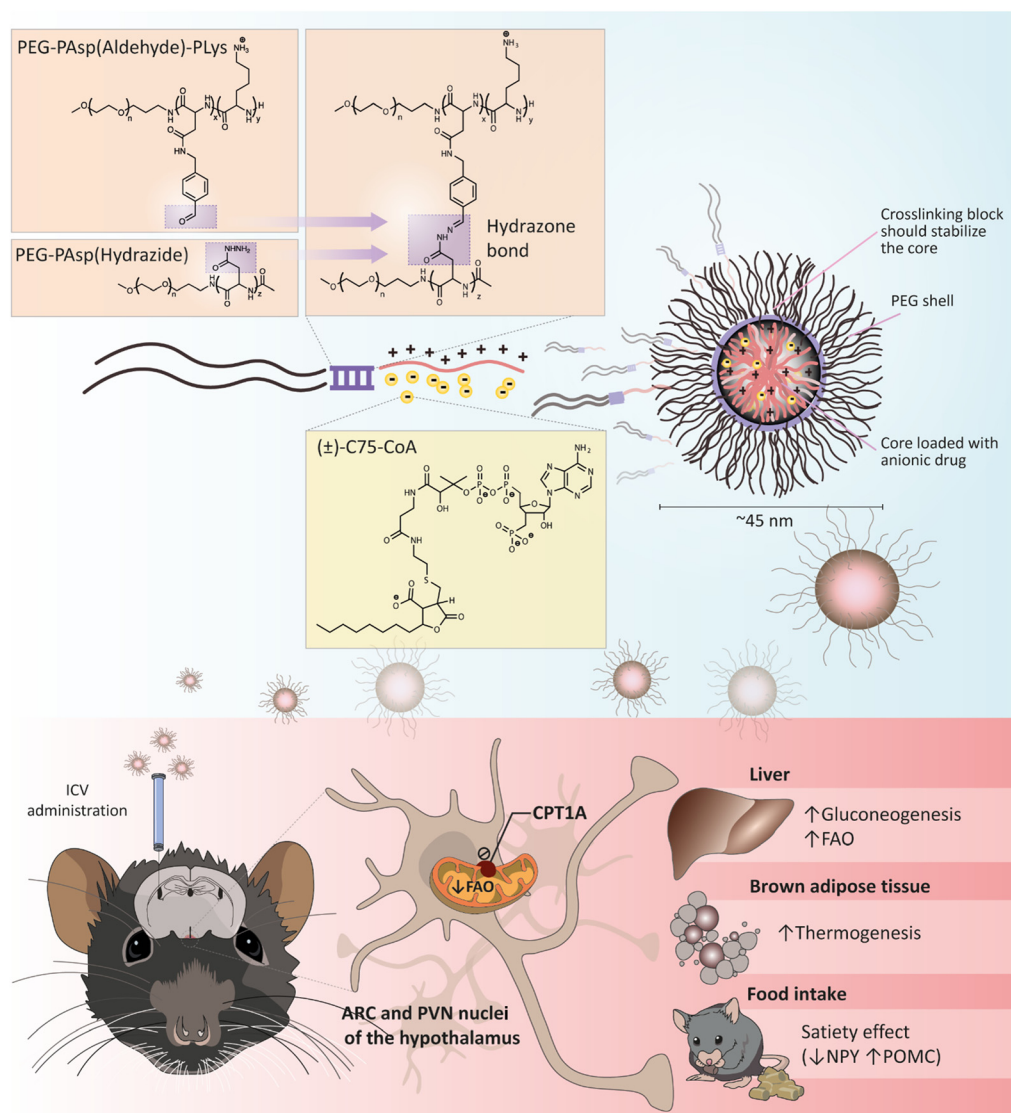 PEG-PAsp(Aldehyde)-PLys
PEG-PAsp(Hydrazide)
Hydrazone
bond
Crosslinking block
should stabilize
the core
PEG shell
Core loaded with
anionic drug
~45 nm
(±)-C75-CoA
ICV
administration
CPT1A
↓FAO
ARC and PVN nuclei
of the hypothalamus
Liver
↑Gluconeogenesis
↑FAO
Brown adipose tissue
↑Thermogenesis
Food intake
Satiety effect
(↓NPY ↑POMC)